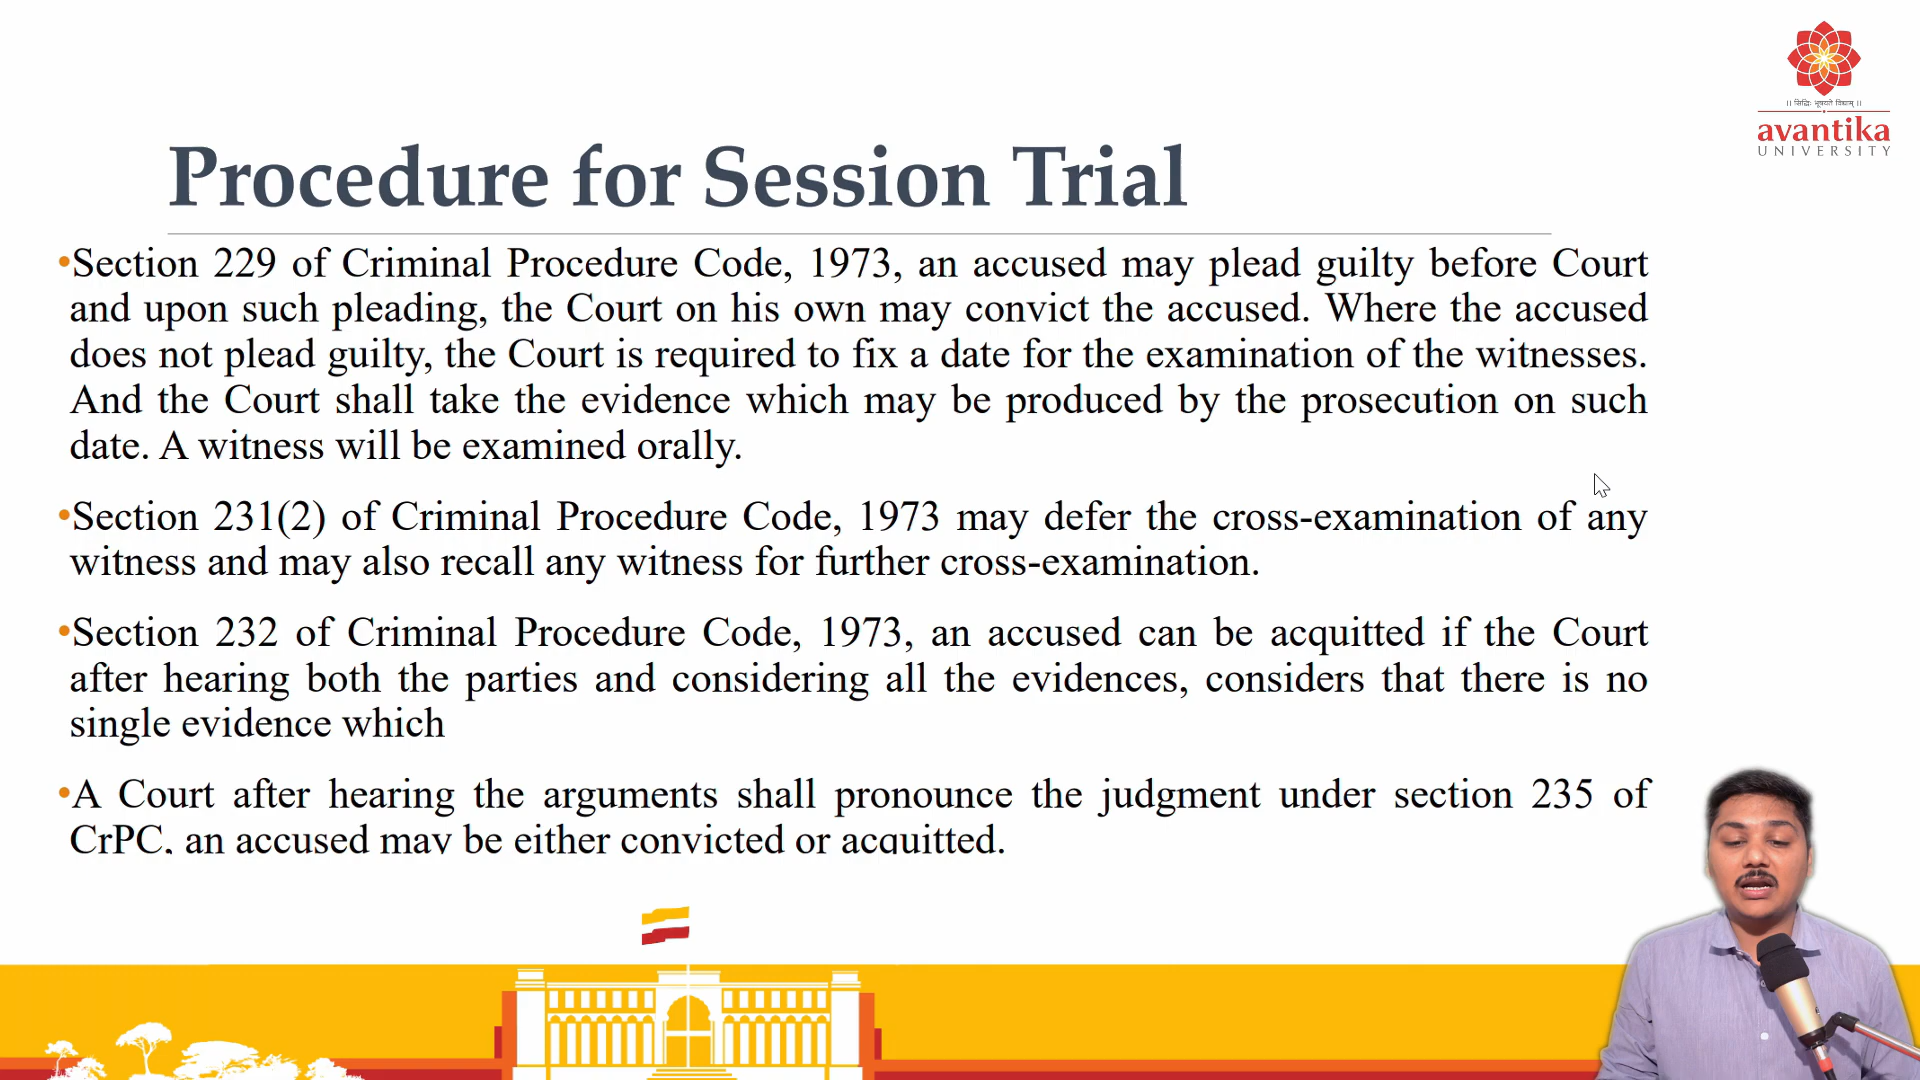 || सिद्धिः भूषयते विद्याम् ||
avantika
UNIVERSITY
Procedure for Session Trial
•Section 229 of Criminal Procedure Code, 1973, an accused may plead guilty before Court
and upon such pleading, the Court on his own may convict the accused. Where the accused
does not plead guilty, the Court is required to fix a date for the examination of the witnesses.
And the Court shall take the evidence which may be produced by the prosecution on such
date. A witness will be examined orally.
•Section 231(2) of Criminal Procedure Code, 1973 may defer the cross-examination of any
witness and may also recall any witness for further cross-examination.
•Section 232 of Criminal Procedure Code, 1973, an accused can be acquitted if the Court
after hearing both the parties and considering all the evidences, considers that there is no
single evidence which
•A Court after hearing the arguments shall pronounce the judgment under section 235 of
CrPC, an accused may be either convicted or acquitted.